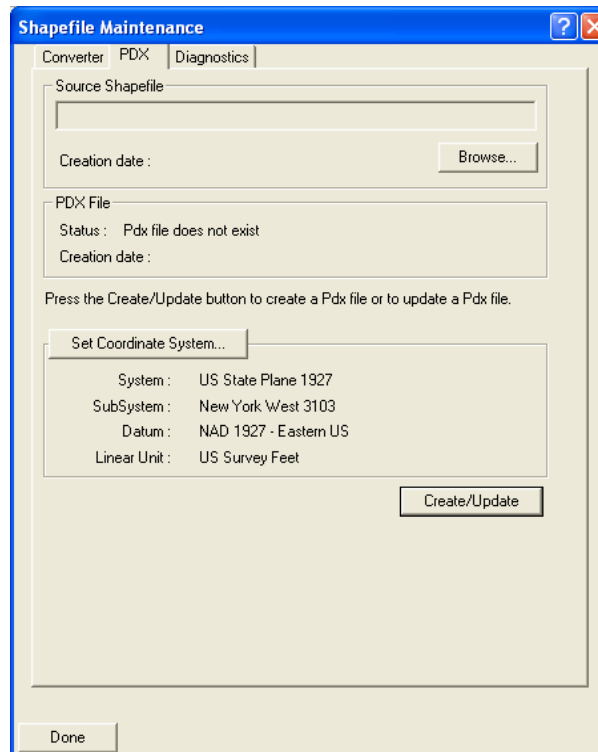 Shapefile Maintenance
Converter PDX Diagnostics
Source Shapefile
Creation date :
Browse...
PDX File
Status : Pdx file does not exist
Creation date :
Press the Create/Update button to create a Pdx file or to update a Pdx file.
Set Coordinate System...
System : US State Plane 1927
SubSystem : New York West 3103
Datum : NAD 1927 - Eastern US
Linear Unit : US Survey Feet
Create/Update
Done